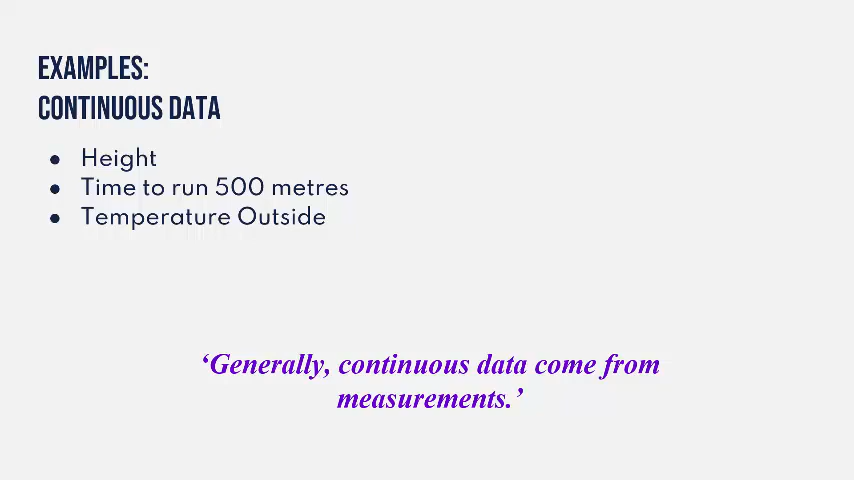 EXAMPLES:
CONTINUOUS DATA
● Height
● Time to run 500 metres
● Temperature Outside
‘Generally, continuous data come from
measurements.’